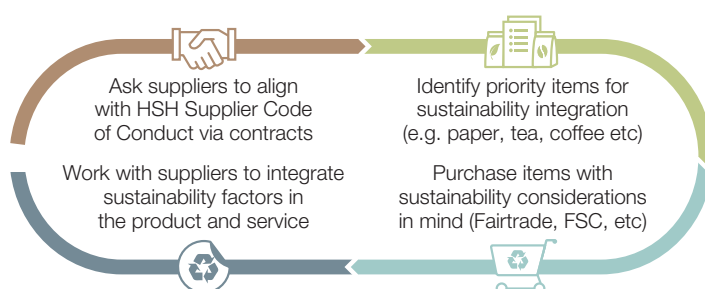 Ask suppliers to align
with HSH Supplier Code
of Conduct via contracts
Identify priority items for
sustainability integration
(e.g. paper, tea, coffee etc)
Work with suppliers to integrate
sustainability factors in
the product and service
Purchase items with
sustainability considerations
in mind (Fairtrade, FSC, etc)